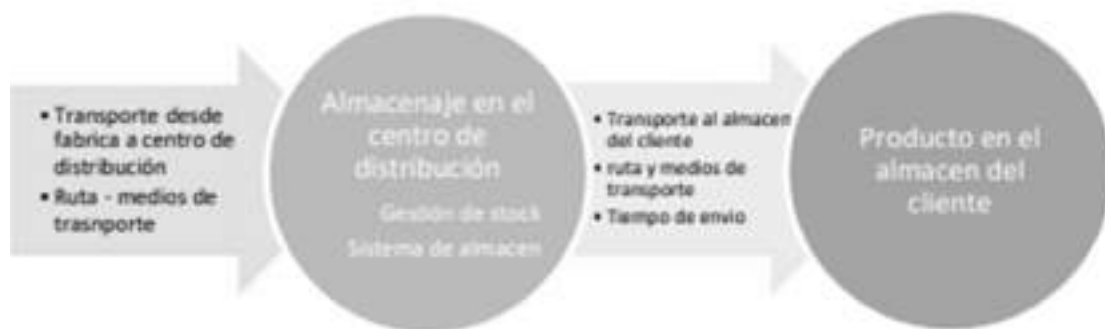 • Transporte desde
fabrica a centro de
distribución
• Ruta - medios de
trasnporte
Almacenaje en el
centro de
distribución
Gestión de stock
Sistema de almacen
• Transporte al almacen
del cliente
• ruta y medios de
transporte
• Tiempo de envio
Producto en el
almacen del
cliente